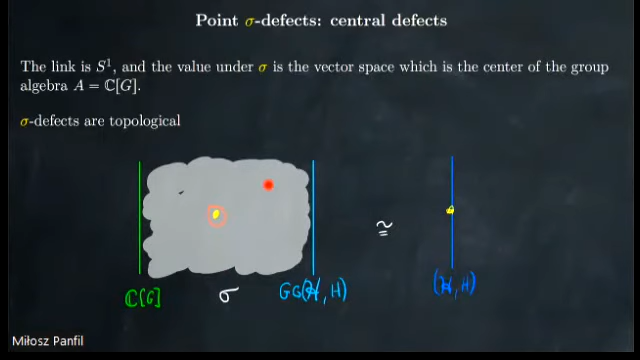 Point σ-defects: central defects
The link is S¹, and the value under σ is the vector space which is the center of the group
algebra A = ℂ[G].
σ-defects are topological
≅
ℂ[G] σ GG(ℋ, H) (ℋ, H)
Miłosz Panfil